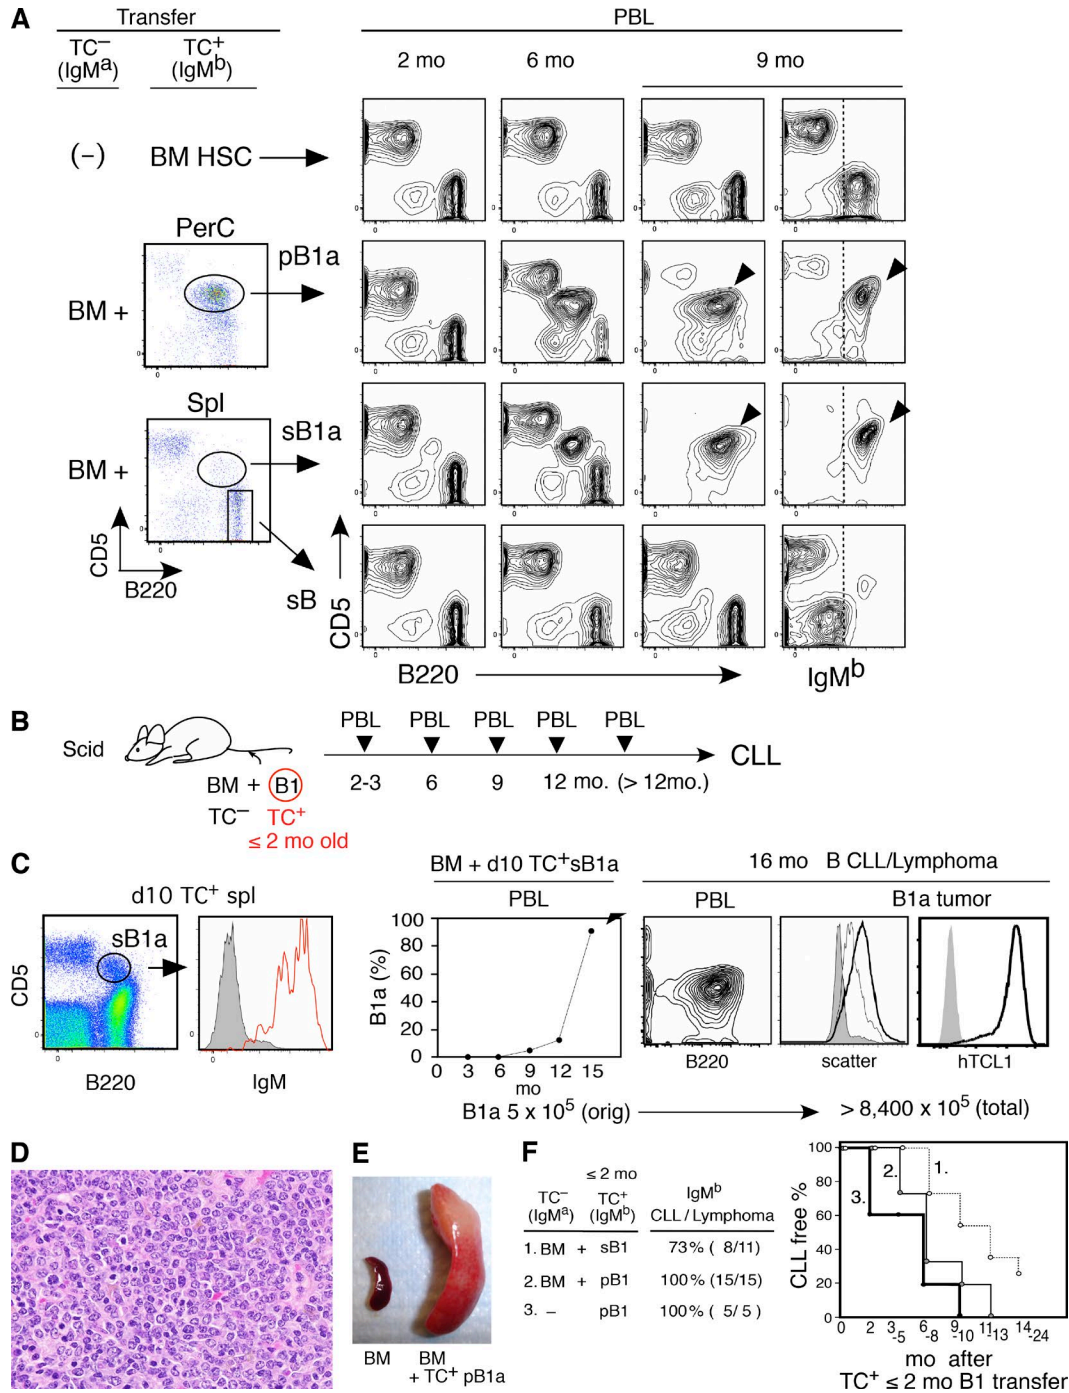 A
Transfer
PBL
TC– (IgMa)
TC+ (IgMb)
2 mo
6 mo
9 mo
(–)
BM HSC
PerC
BM +
pB1a
Spl
BM +
sB1a
sB
CD5
B220
CD5
B220
IgMb
B
Scid
PBL PBL PBL PBL PBL
CLL
2-3 6 9 12 mo. (> 12mo.)
BM + B1
TC– TC+
≤ 2 mo old
C
d10 TC+ spl
sB1a
CD5
B220
IgM
BM + d10 TC+sB1a
PBL
B1a (%)
100
80
60
40
20
0
0 3 6 9 12 15
mo
16 mo B CLL/Lymphoma
PBL
B1a tumor
B220
scatter
hTCL1
B1a 5 x 105 (orig)
> 8,400 x 105 (total)
D
E
BM
BM + TC+ pB1a
F
≤ 2 mo
TC– (IgMa)
TC+ (IgMb)
IgMb CLL / Lymphoma
1. BM + sB1 73% ( 8/11)
2. BM + pB1 100% (15/15)
3. – pB1 100% ( 5/ 5 )
CLL free %
100
80
60
40
20
0
1.
2.
3.
0 2 3-5 6-8 9-10 11-13 14-24
mo after
TC+ ≤ 2 mo B1 transfer